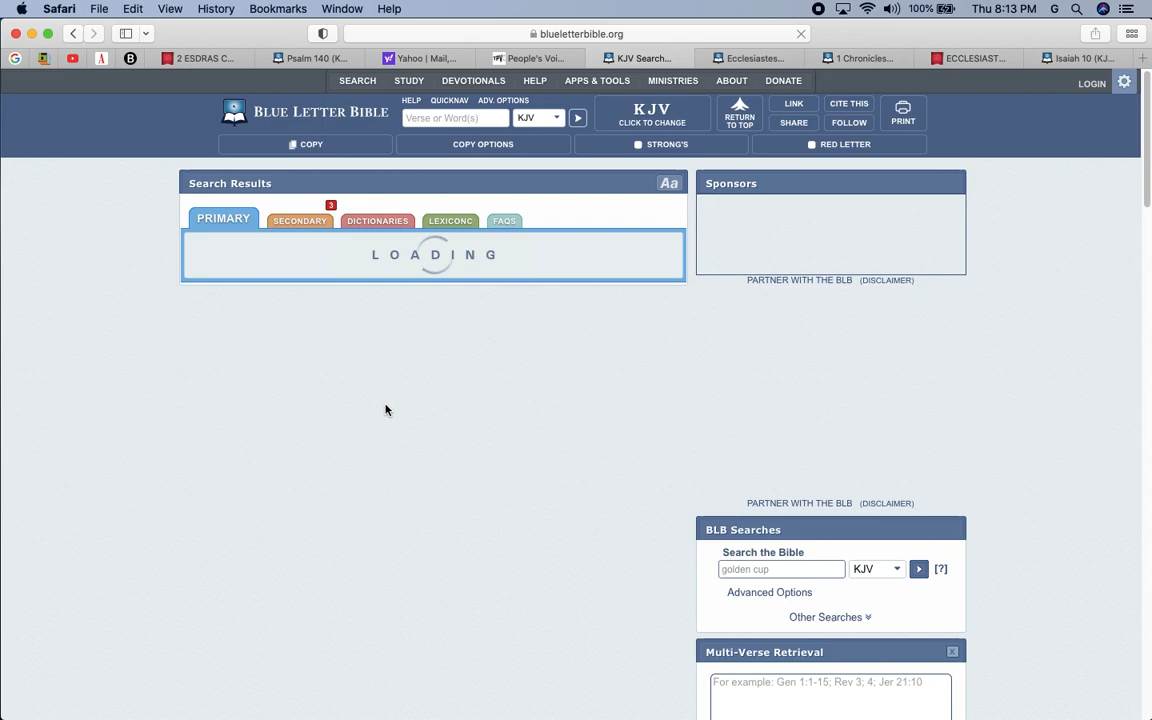 Safari File Edit View History Bookmarks Window Help 100% Thu 8:13 PM G
blueletterbible.org
2 ESDRAS C... Psalm 140 (K... Yahoo | Mail,... People's Voi... KJV Search... Ecclesiastes... 1 Chronicles... ECCLESIAST... Isaiah 10 (KJ...
SEARCH STUDY DEVOTIONALS HELP APPS & TOOLS MINISTRIES ABOUT DONATE LOGIN
HELP QUICKNAV ADV. OPTIONS
BLUE LETTER BIBLE
Verse or Word(s) KJV
KJV
CLICK TO CHANGE
RETURN
TO TOP
LINK CITE THIS
SHARE FOLLOW
PRINT
COPY COPY OPTIONS STRONG'S RED LETTER
Search Results Aa
3
PRIMARY SECONDARY DICTIONARIES LEXICONC FAQS
LOADING
Sponsors
PARTNER WITH THE BLB (DISCLAIMER)
PARTNER WITH THE BLB (DISCLAIMER)
BLB Searches
Search the Bible
golden cup KJV [?]
Advanced Options
Other Searches
Multi-Verse Retrieval x
For example: Gen 1:1-15; Rev 3; 4; Jer 21:10